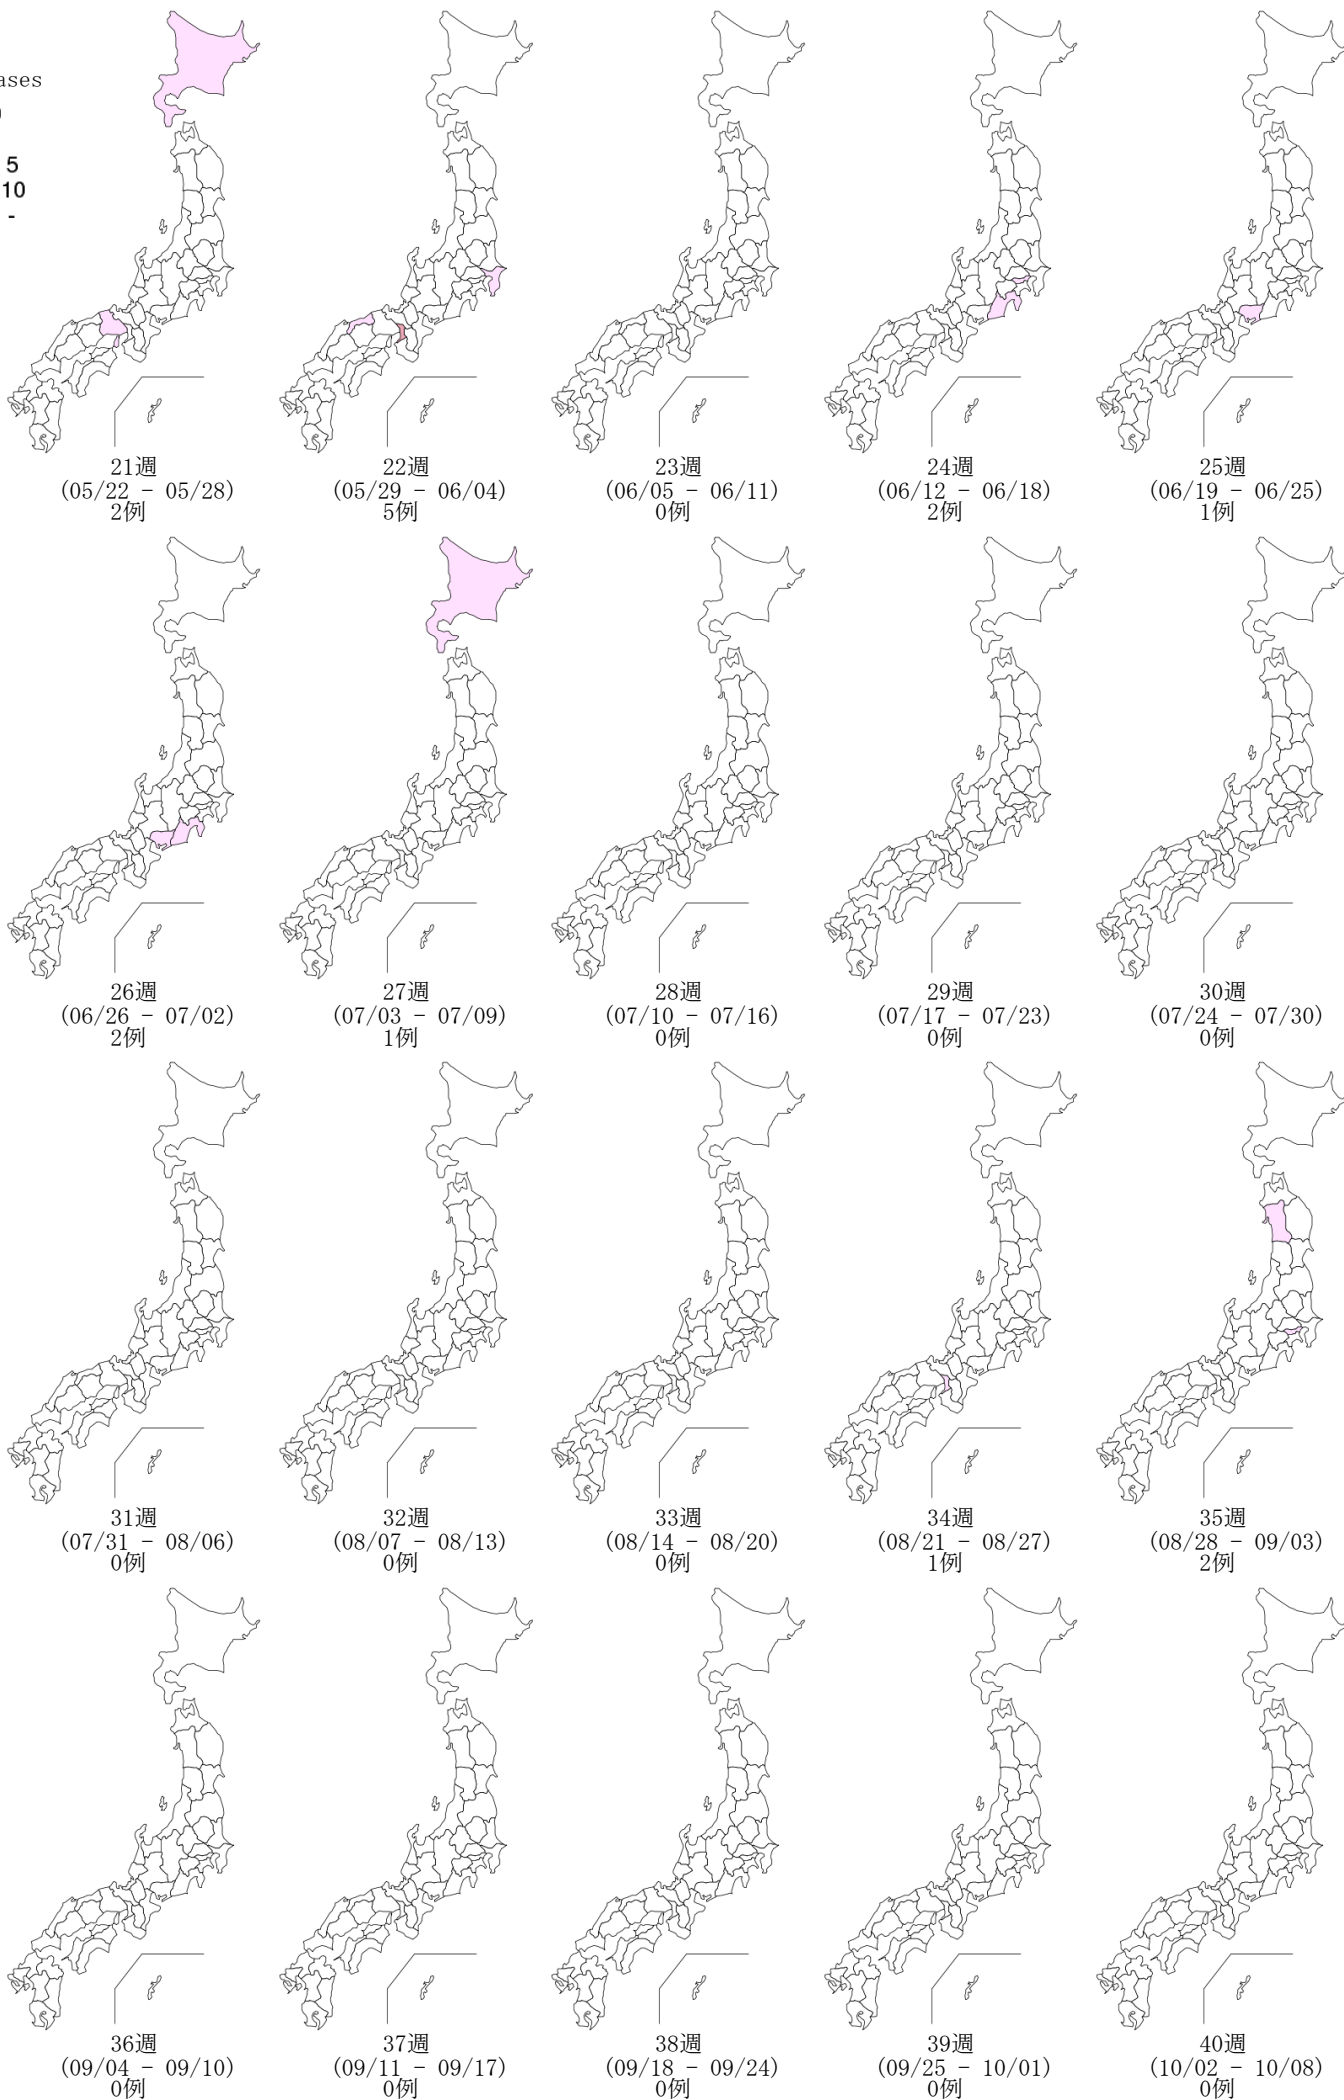 ases
5
10
-
21週
(05/22 - 05/28)
2例
22週
(05/29 - 06/04)
5例
23週
(06/05 - 06/11)
0例
24週
(06/12 - 06/18)
2例
25週
(06/19 - 06/25)
1例
26週
(06/26 - 07/02)
2例
27週
(07/03 - 07/09)
1例
28週
(07/10 - 07/16)
0例
29週
(07/17 - 07/23)
0例
30週
(07/24 - 07/30)
0例
31週
(07/31 - 08/06)
0例
32週
(08/07 - 08/13)
0例
33週
(08/14 - 08/20)
0例
34週
(08/21 - 08/27)
1例
35週
(08/28 - 09/03)
2例
36週
(09/04 - 09/10)
0例
37週
(09/11 - 09/17)
0例
38週
(09/18 - 09/24)
0例
39週
(09/25 - 10/01)
0例
40週
(10/02 - 10/08)
0例